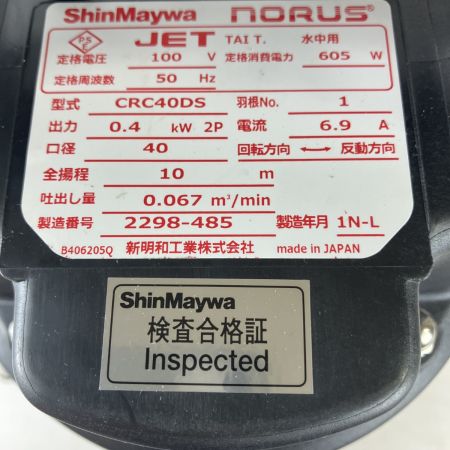 ShinMaywa NORUS®
PSE JET TAI T. 水中用
定格電圧 100 V 定格消費電力 605 W
定格周波数 50 Hz
型式 CRC40DS 羽根No. 1
出力 0.4 kW 2P 電流 6.9 A
口径 40 回転方向 ←→ 反動方向
全揚程 10 m
吐出し量 0.067 m³/min
製造番号 2298-485 製造年月 1N-L
B406205Q 新明和工業株式会社 made in JAPAN
ShinMaywa
検査合格証
Inspected